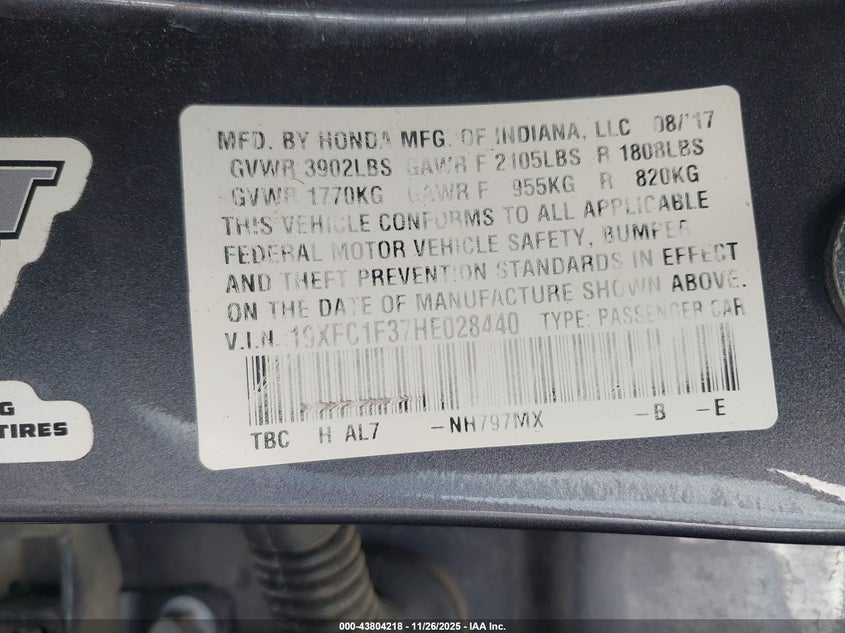 MFD. BY HONDA MFG. OF INDIANA, LLC 08/'17
GVWR 3902LBS GAWR F 2105LBS R 1808LBS
GVWR 1770KG GAWR F 955KG R 820KG
THIS VEHICLE CONFORMS TO ALL APPLICABLE
FEDERAL MOTOR VEHICLE SAFETY, BUMPER
AND THEFT PREVENTION STANDARDS IN EFFECT
ON THE DATE OF MANUFACTURE SHOWN ABOVE.
V.I.N. 19XFC1F37HE028440 TYPE: PASSENGER CAR
TBC H AL7 -NH797MX -B -E
G
TIRES
000-43804218 - 11/26/2025 - IAA Inc.